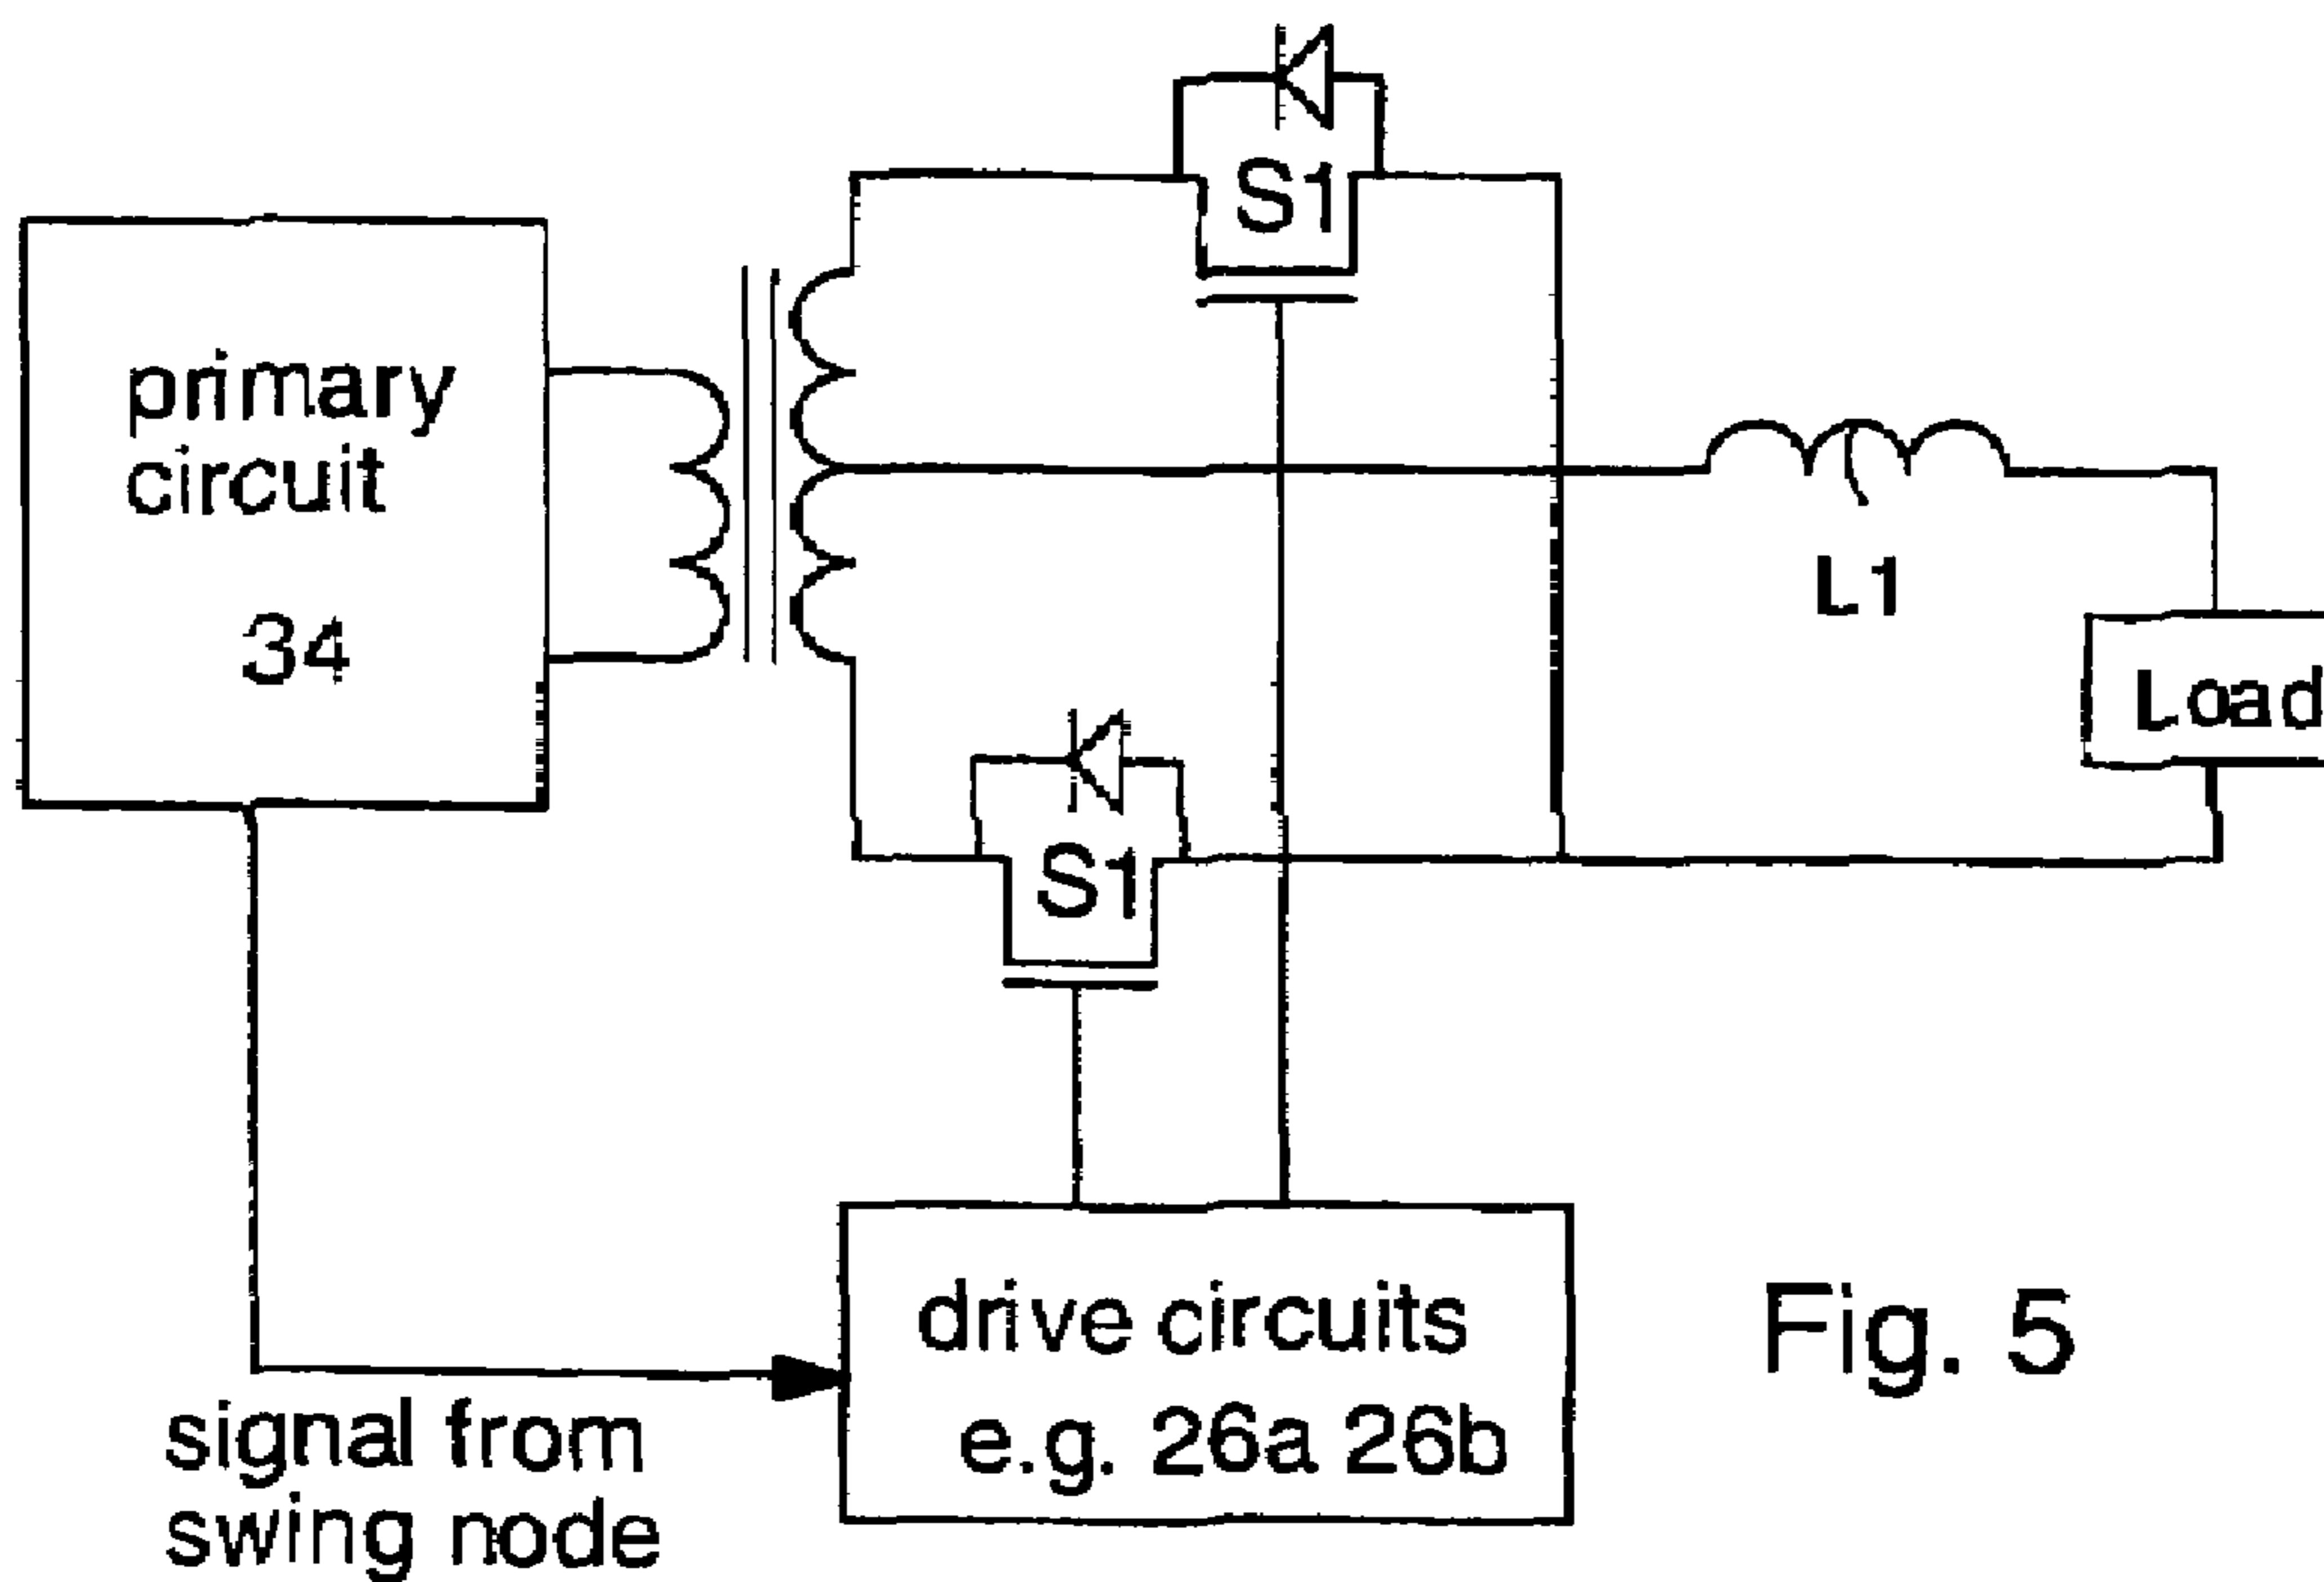 S1
primary
circuit
34
L1
Load
S1
drive circuits
e.g. 26a 26b
Fig. 5
signal from
swing node